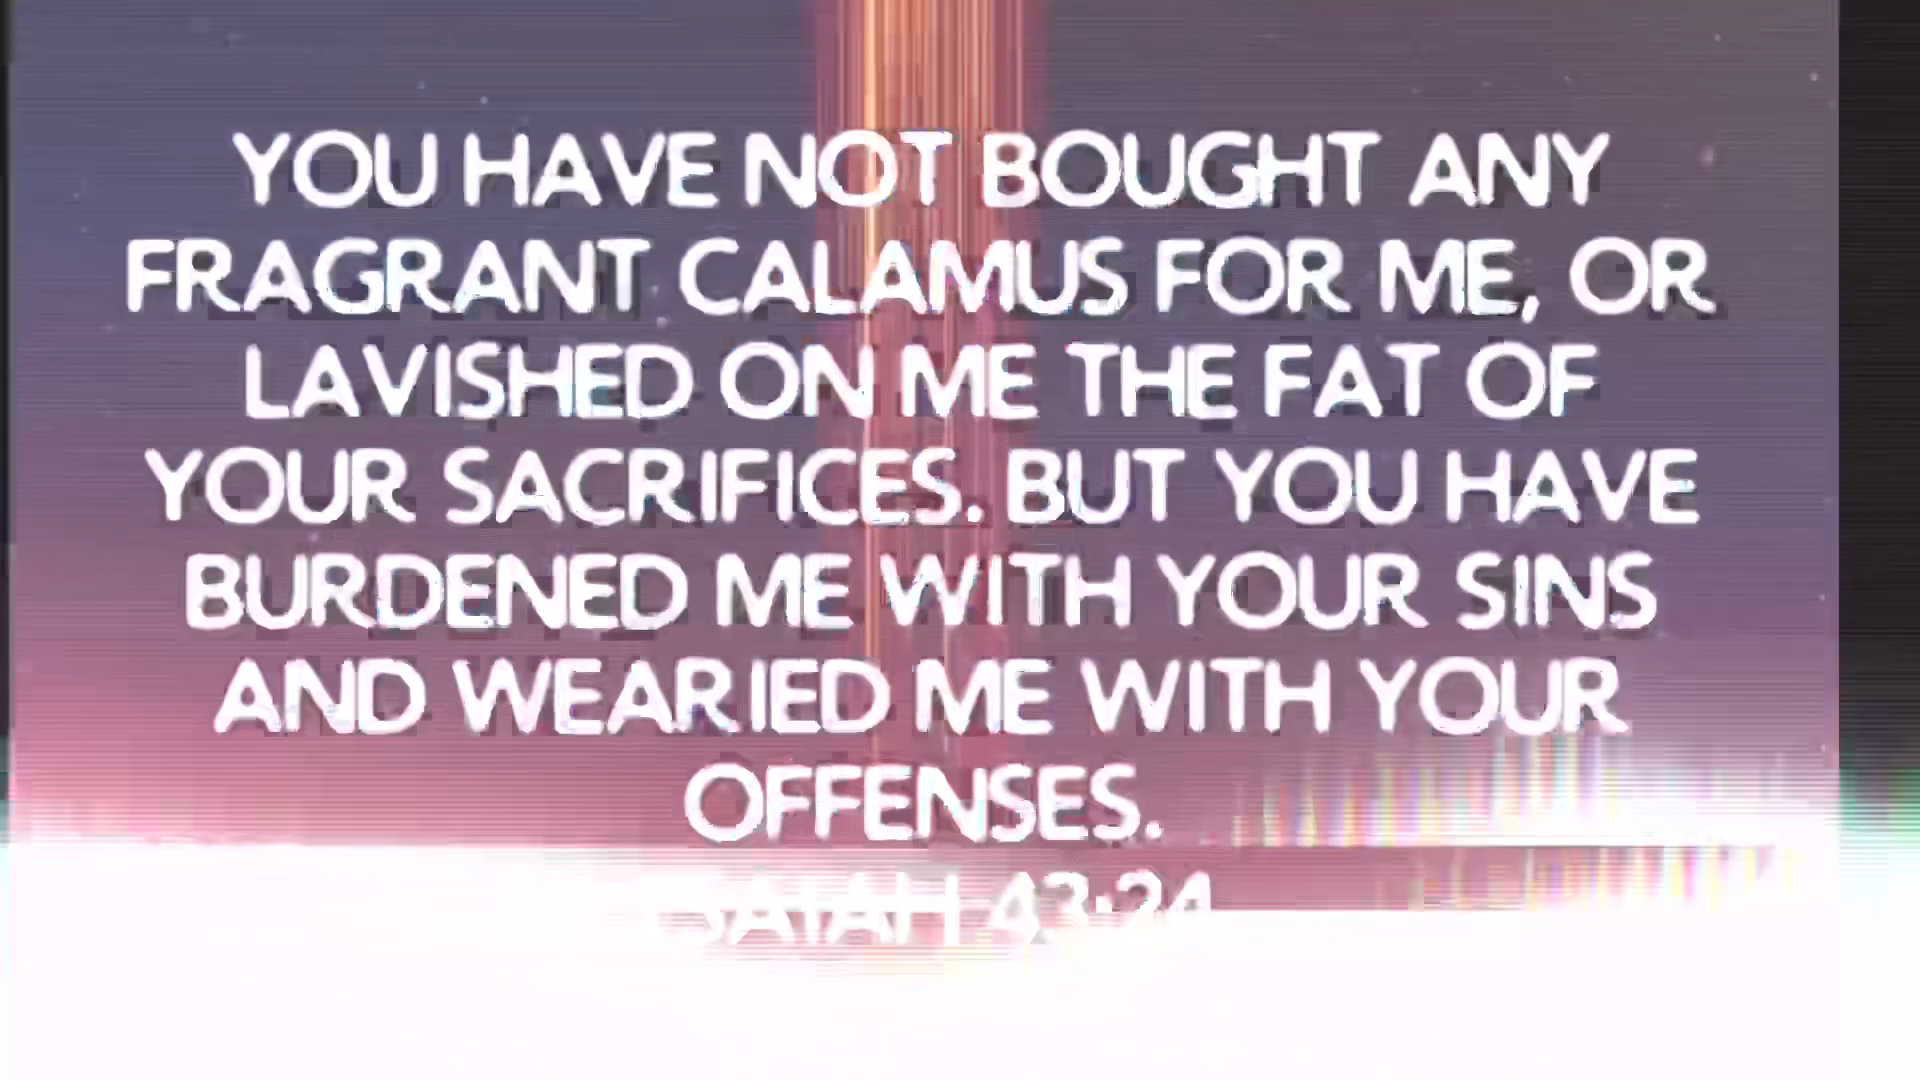 YOU HAVE NOT BOUGHT ANY
FRAGRANT CALAMUS FOR ME, OR
LAVISHED ON ME THE FAT OF
YOUR SACRIFICES. BUT YOU HAVE
BURDENED ME WITH YOUR SINS
AND WEARIED ME WITH YOUR
OFFENSES.
ISAIAH 43:24